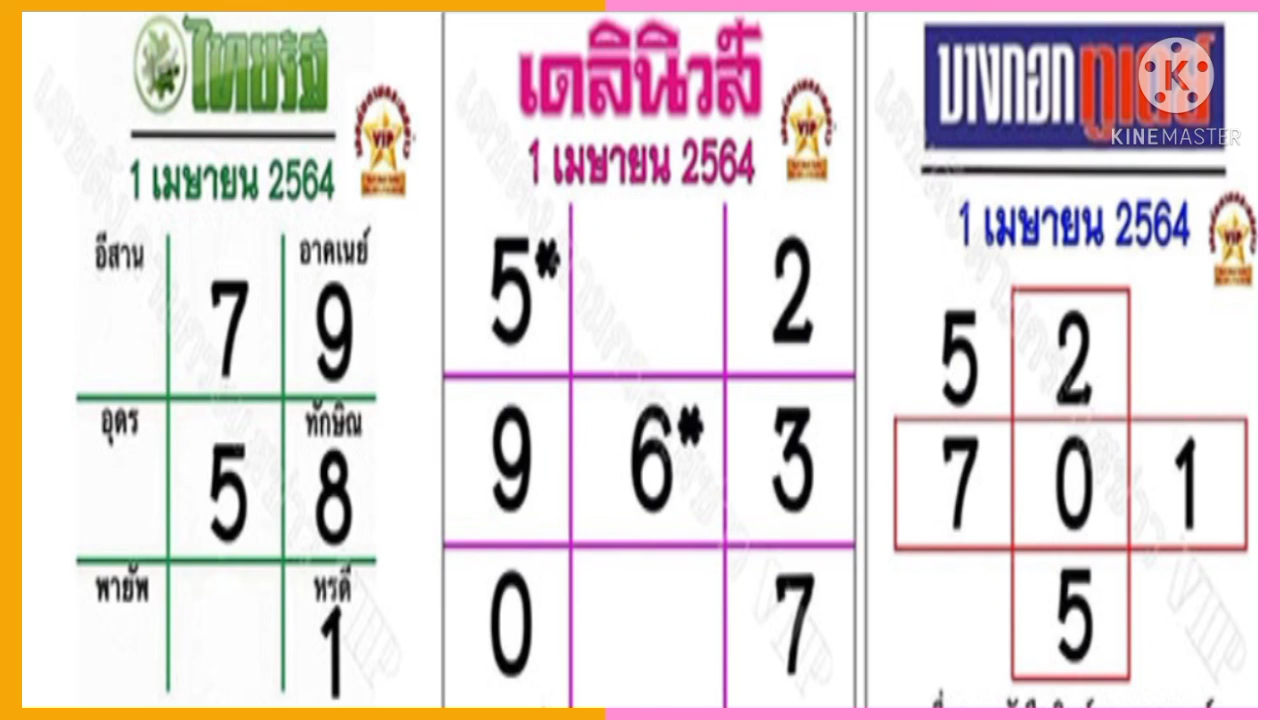 ไทยรัฐ
VIP
1 เมษายน 2564
อีสาน
อาคเนย์
7 9
อุดร
ทักษิณ
5 8
พายัพ
หรดี
1
เดลินิวส์
VIP
1 เมษายน 2564
5* 2
9 6* 3
0 7
บางกอกทูเดย์
K
KINEMASTER
1 เมษายน 2564
VIP
5 2
7 0 1
5